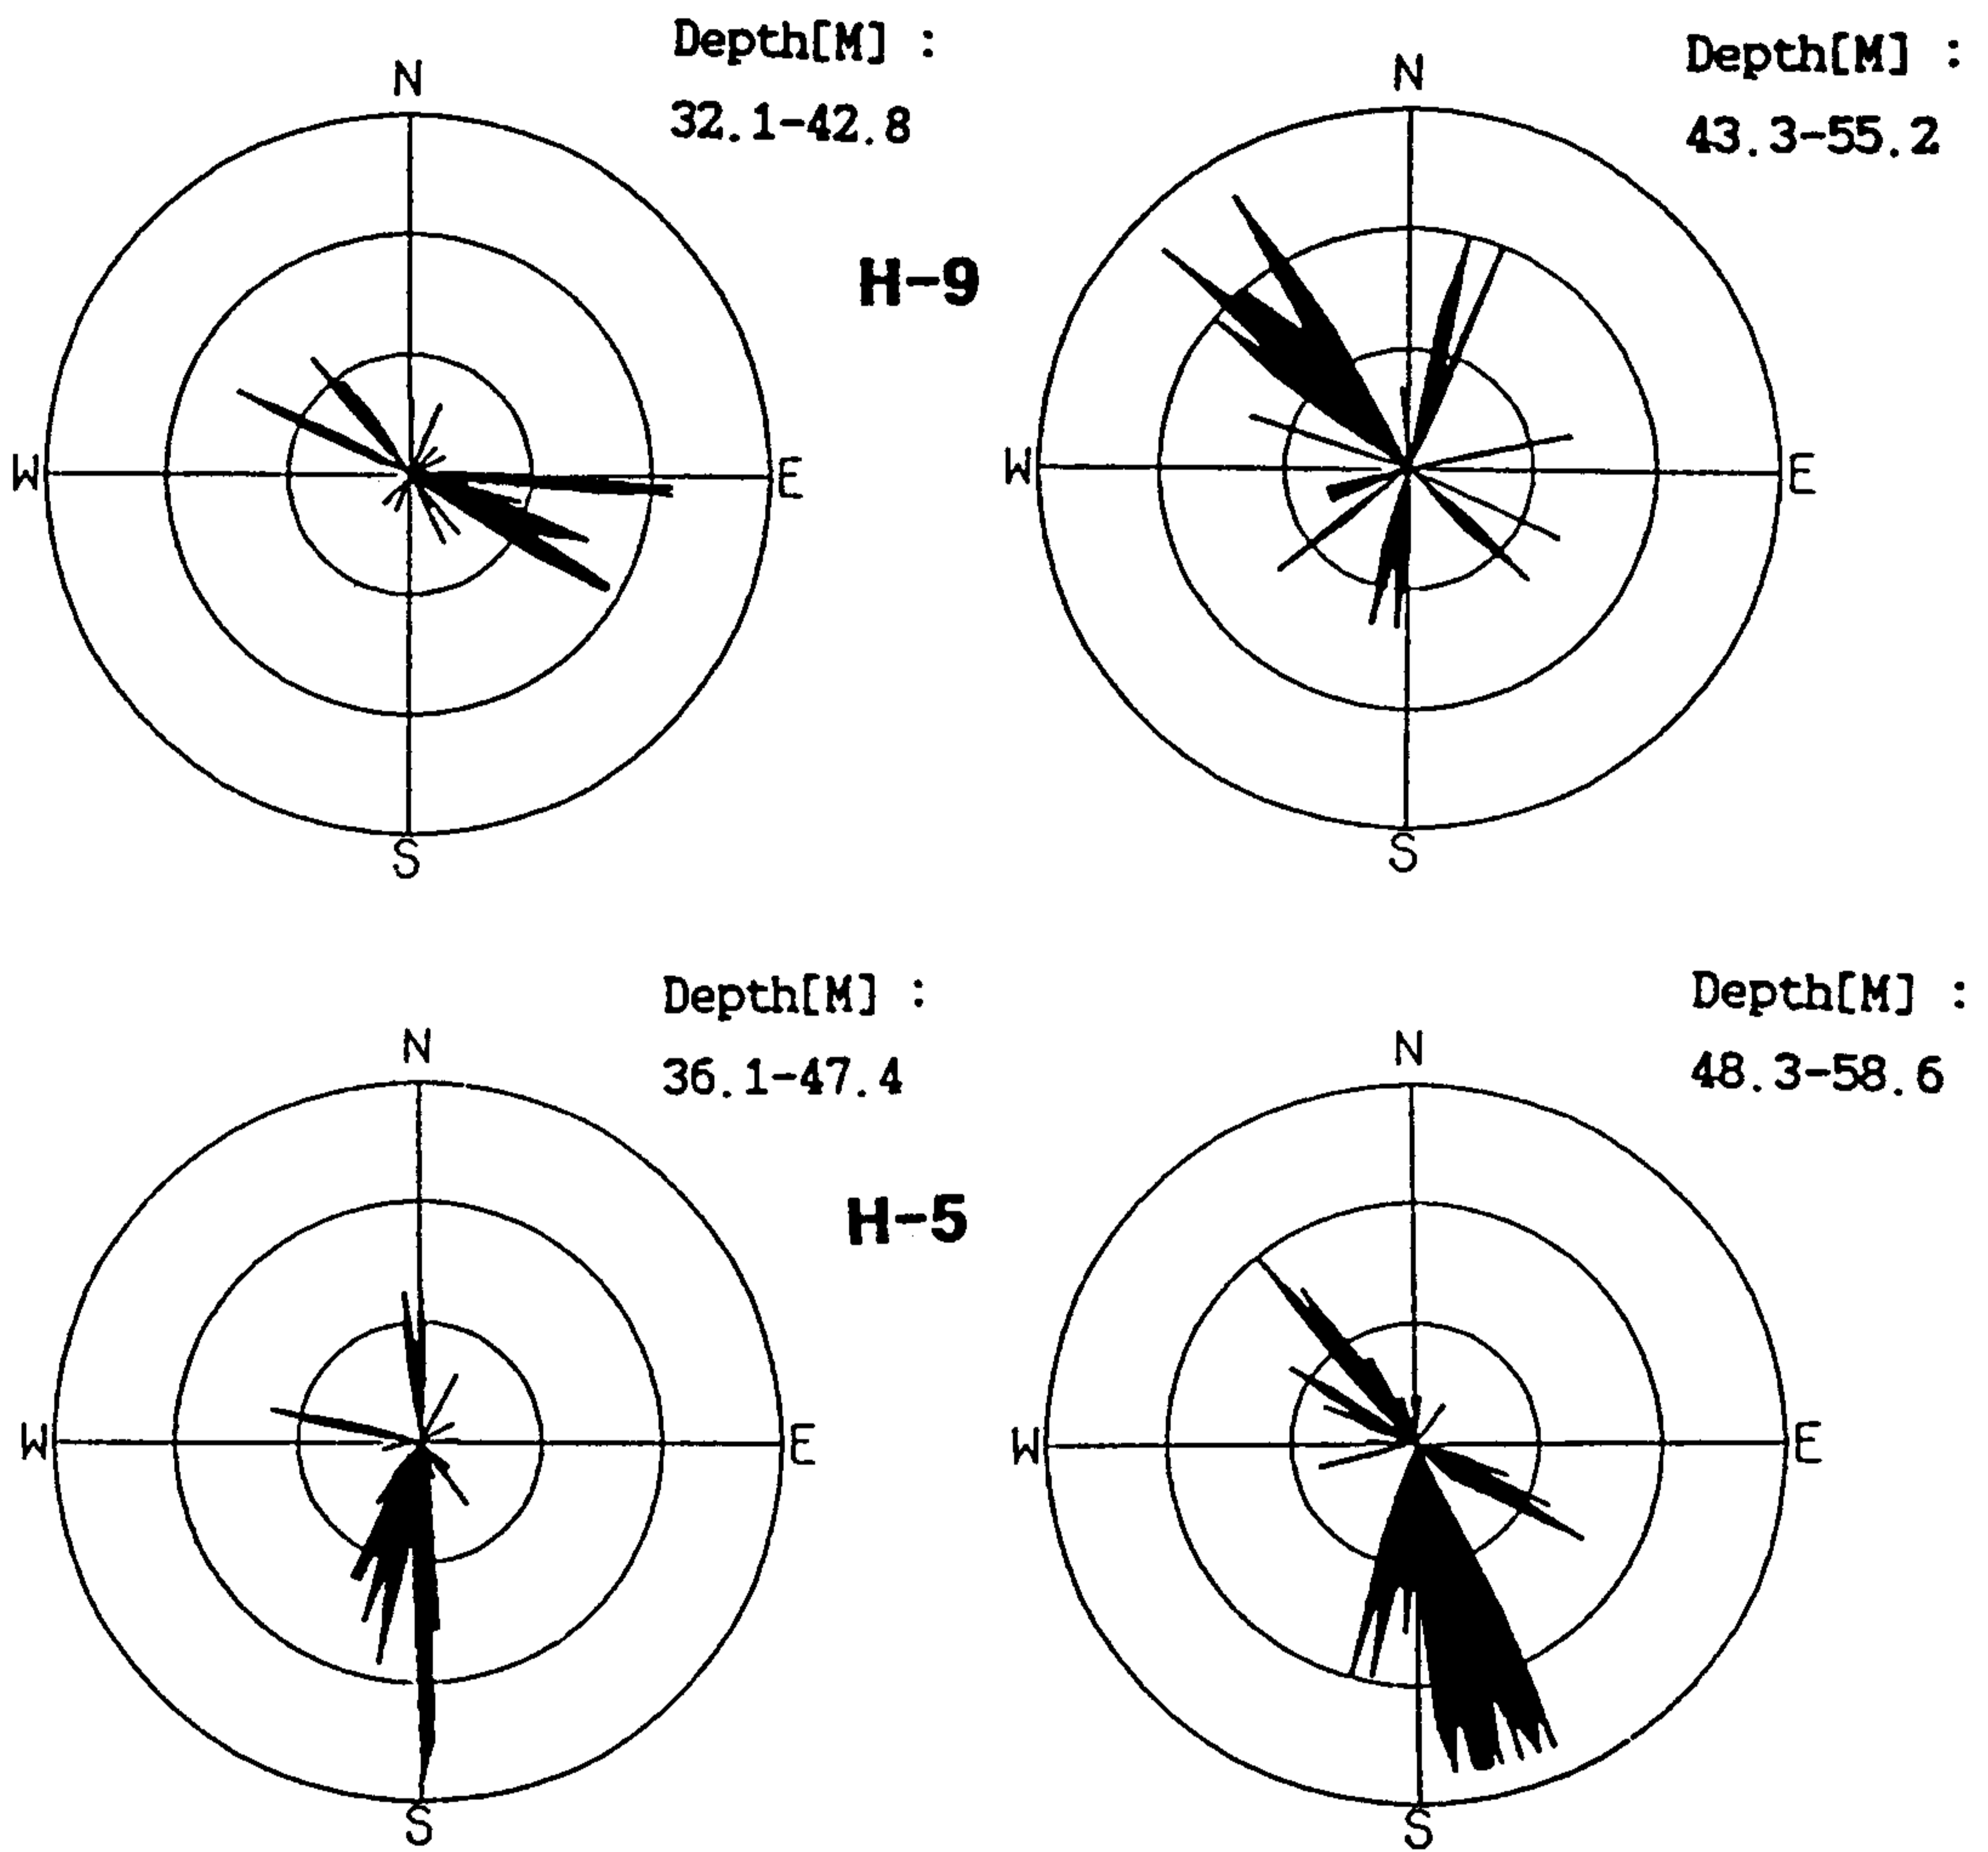 Depth[M] :
32.1-42.8
N
W
E
S
H-9
Depth[M] :
43.3-55.2
N
W
E
S
Depth[M] :
36.1-47.4
N
W
E
S
H-5
Depth[M] :
48.3-58.6
N
W
E
S